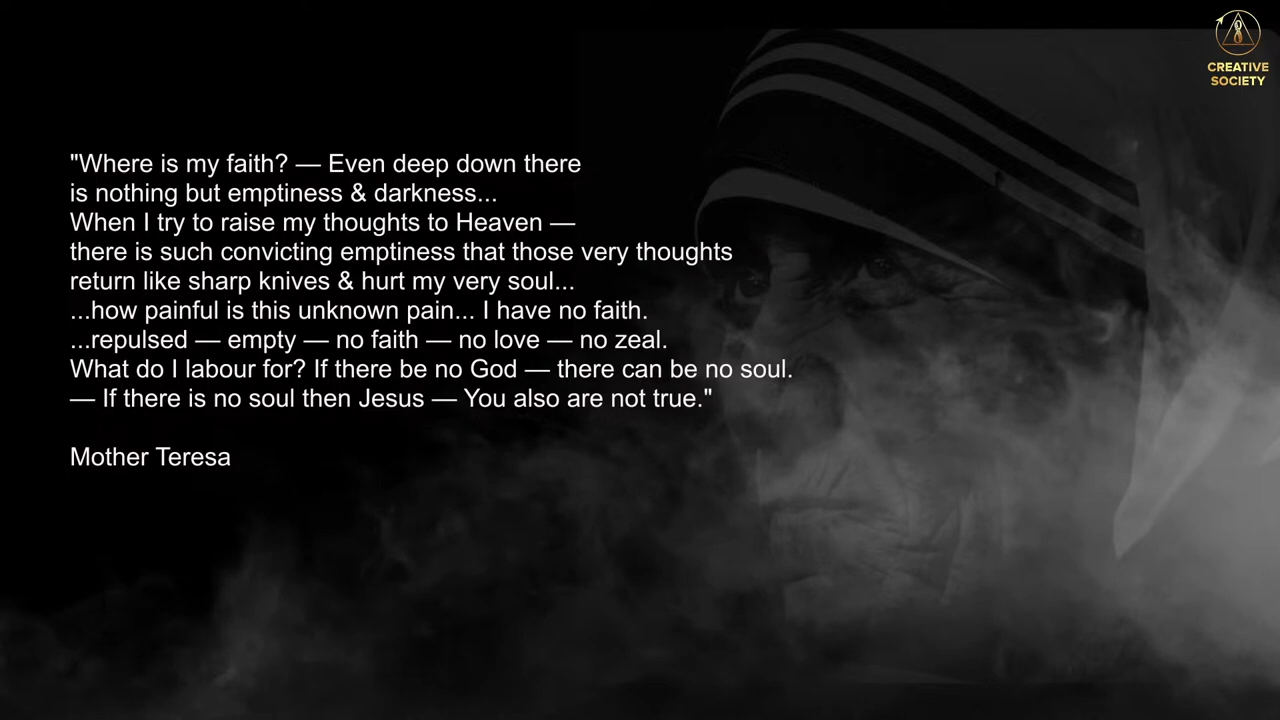 "Where is my faith? — Even deep down there
is nothing but emptiness & darkness...
When I try to raise my thoughts to Heaven —
there is such convicting emptiness that those very thoughts
return like sharp knives & hurt my very soul...
...how painful is this unknown pain... I have no faith.
...repulsed — empty — no faith — no love — no zeal.
What do I labour for? If there be no God — there can be no soul.
— If there is no soul then Jesus — You also are not true."
Mother Teresa
CREATIVE
SOCIETY